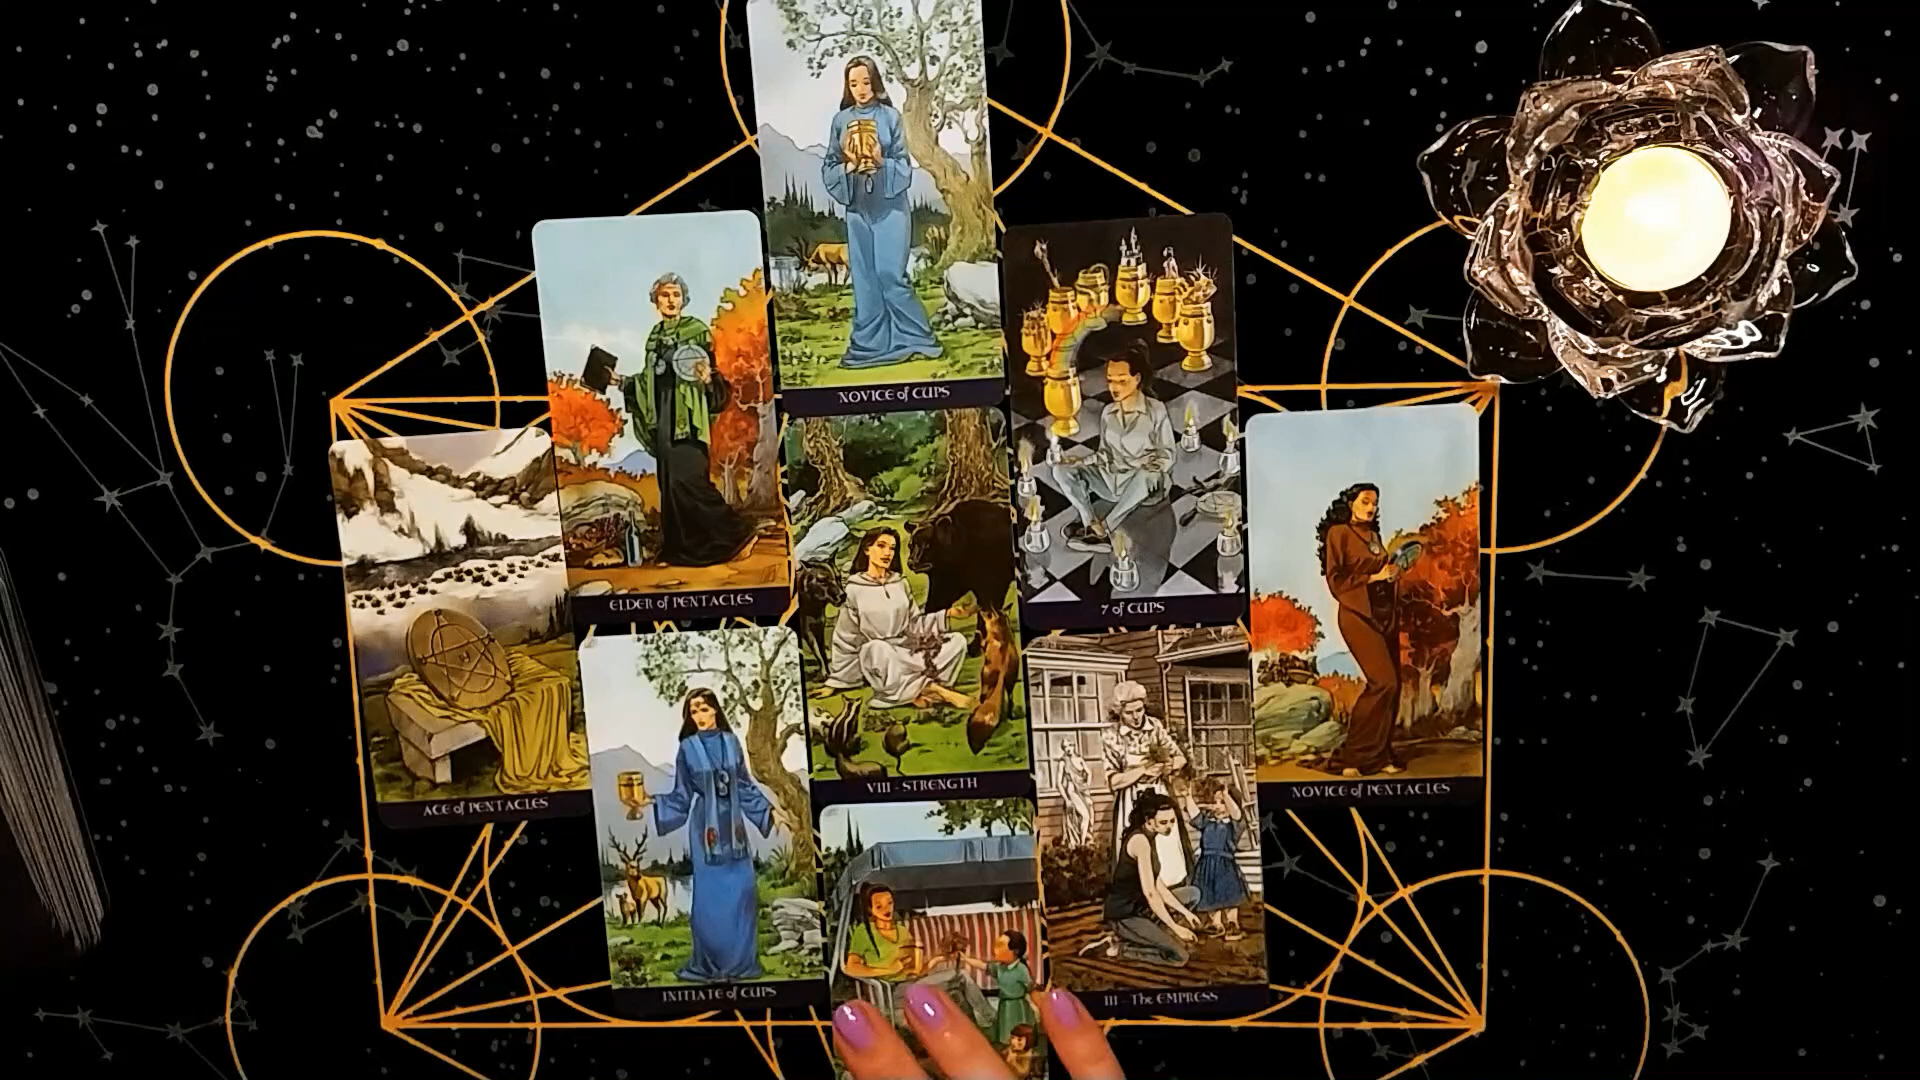 NOVICE of CUPS
ELDER of PENTACLES
7 of CUPS
VIII - STRENGTH
NOVICE of PENTACLES
ACE of PENTACLES
INITIATE of CUPS
III - The EMPRESS